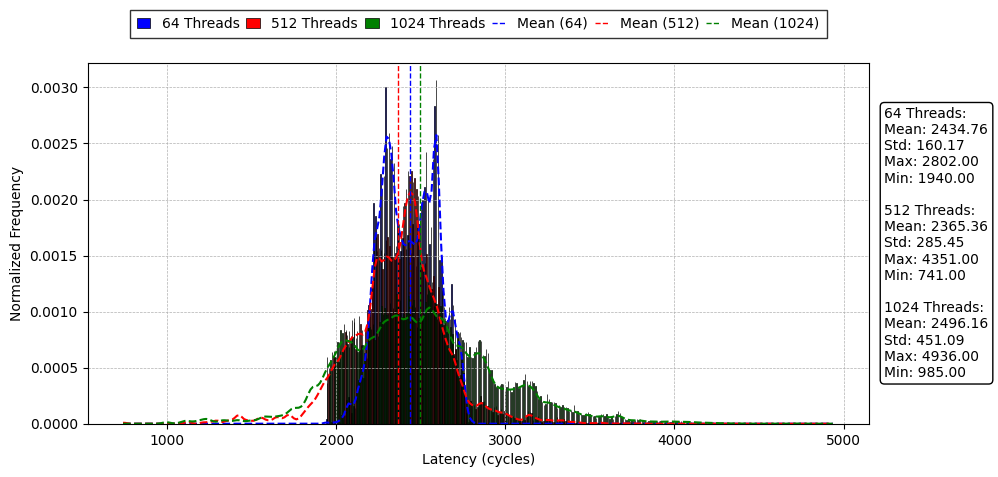 64 Threads 512 Threads 1024 Threads Mean (64) Mean (512) Mean (1024)
0.0030
0.0025
0.0020
0.0015
0.0010
0.0005
0.0000
Normalized Frequency
1000 2000 3000 4000 5000
Latency (cycles)
64 Threads:
Mean: 2434.76
Std: 160.17
Max: 2802.00
Min: 1940.00
512 Threads:
Mean: 2365.36
Std: 285.45
Max: 4351.00
Min: 741.00
1024 Threads:
Mean: 2496.16
Std: 451.09
Max: 4936.00
Min: 985.00